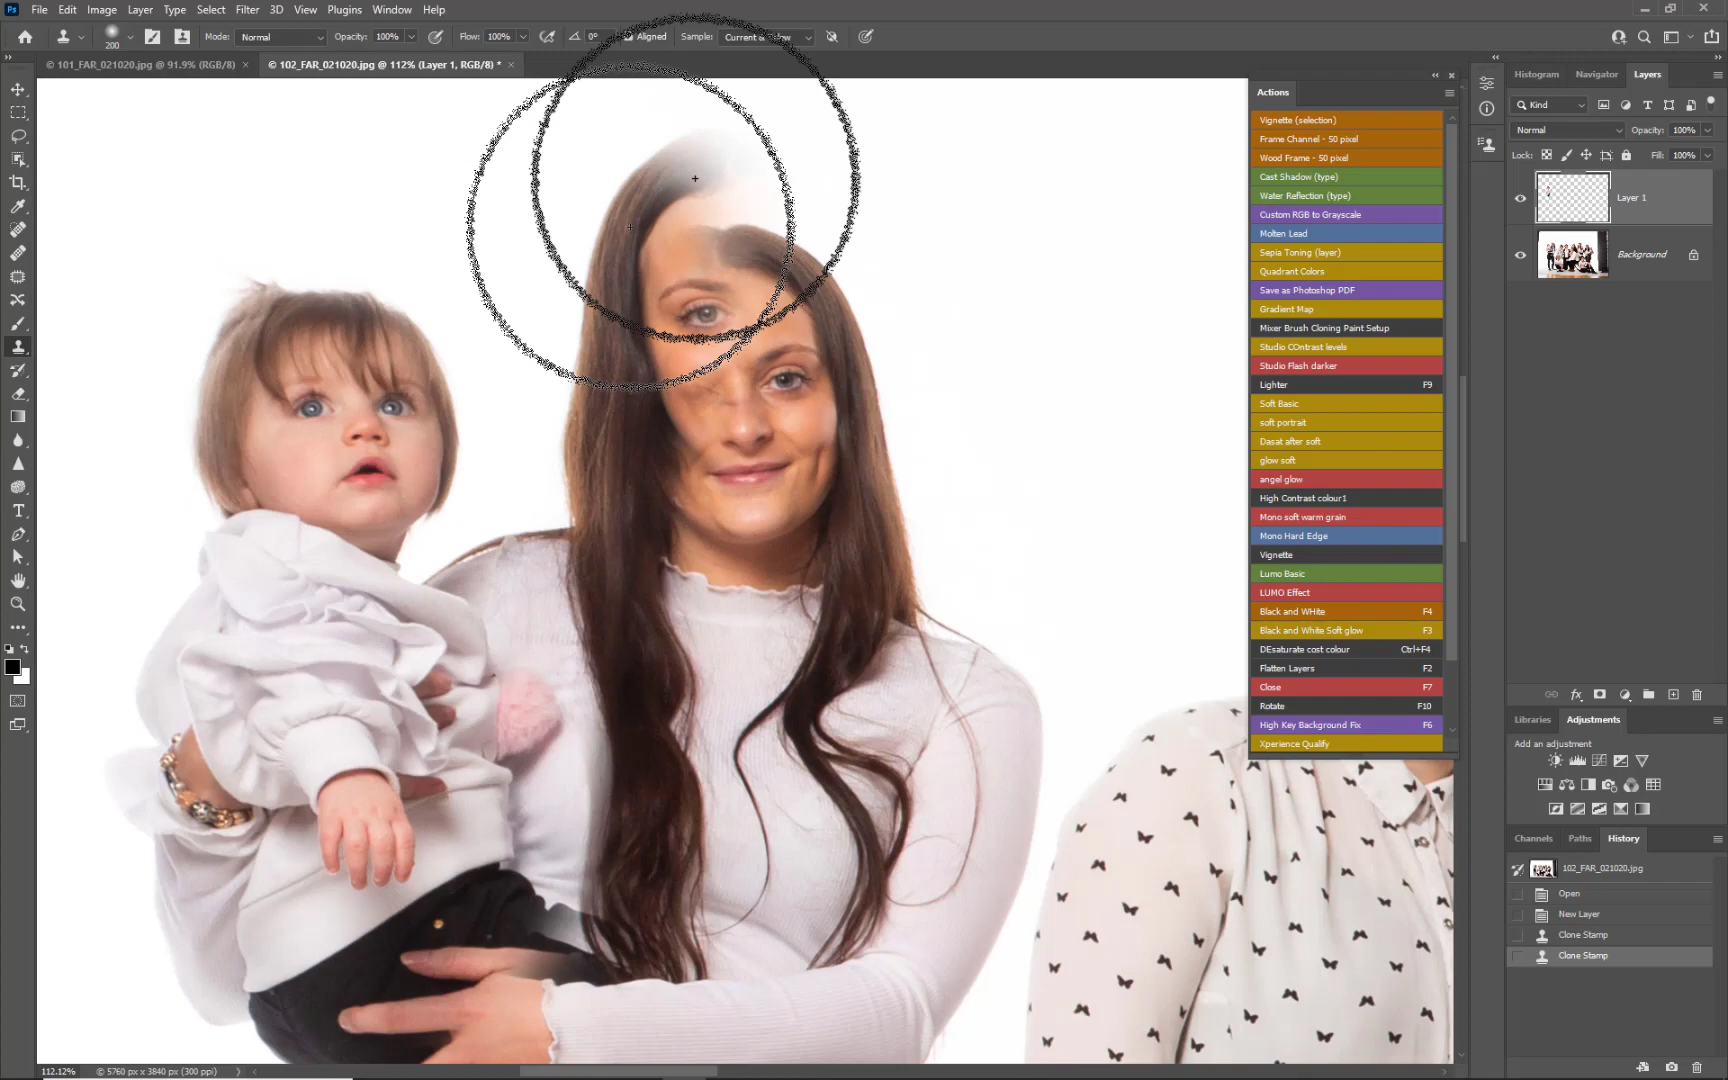 Ps File Edit Image Layer Type Select Filter 3D View Plugins Window Help
200 Mode: Normal Opacity: 100% Flow: 100% 0° Aligned Sample: Current & Below
© 101_FAR_021020.jpg @ 91.9% (RGB/8) × © 102_FAR_021020.jpg @ 112% (Layer 1, RGB/8) * ×
Actions
Vignette (selection)
Frame Channel - 50 pixel
Wood Frame - 50 pixel
Cast Shadow (type)
Water Reflection (type)
Custom RGB to Grayscale
Molten Lead
Sepia Toning (layer)
Quadrant Colors
Save as Photoshop PDF
Gradient Map
Mixer Brush Cloning Paint Setup
Studio COntrast levels
Studio Flash darker
Lighter F9
Soft Basic
soft portrait
Dasat after soft
glow soft
angel glow
High Contrast colour1
Mono soft warm grain
Mono Hard Edge
Vignette
Lumo Basic
LUMO Effect
Black and WHite F4
Black and White Soft glow F3
DEsaturate cost colour Ctrl+F4
Flatten Layers F2
Close F7
Rotate F10
High Key Background Fix F6
Xperience Qualify
Histogram Navigator Layers
Kind
Normal Opacity: 100%
Lock: Fill: 100%
Layer 1
Background
fx
Libraries Adjustments
Add an adjustment
Channels Paths History
102_FAR_021020.jpg
Open
New Layer
Clone Stamp
Clone Stamp
112.12% © 5760 px x 3840 px (300 ppi)